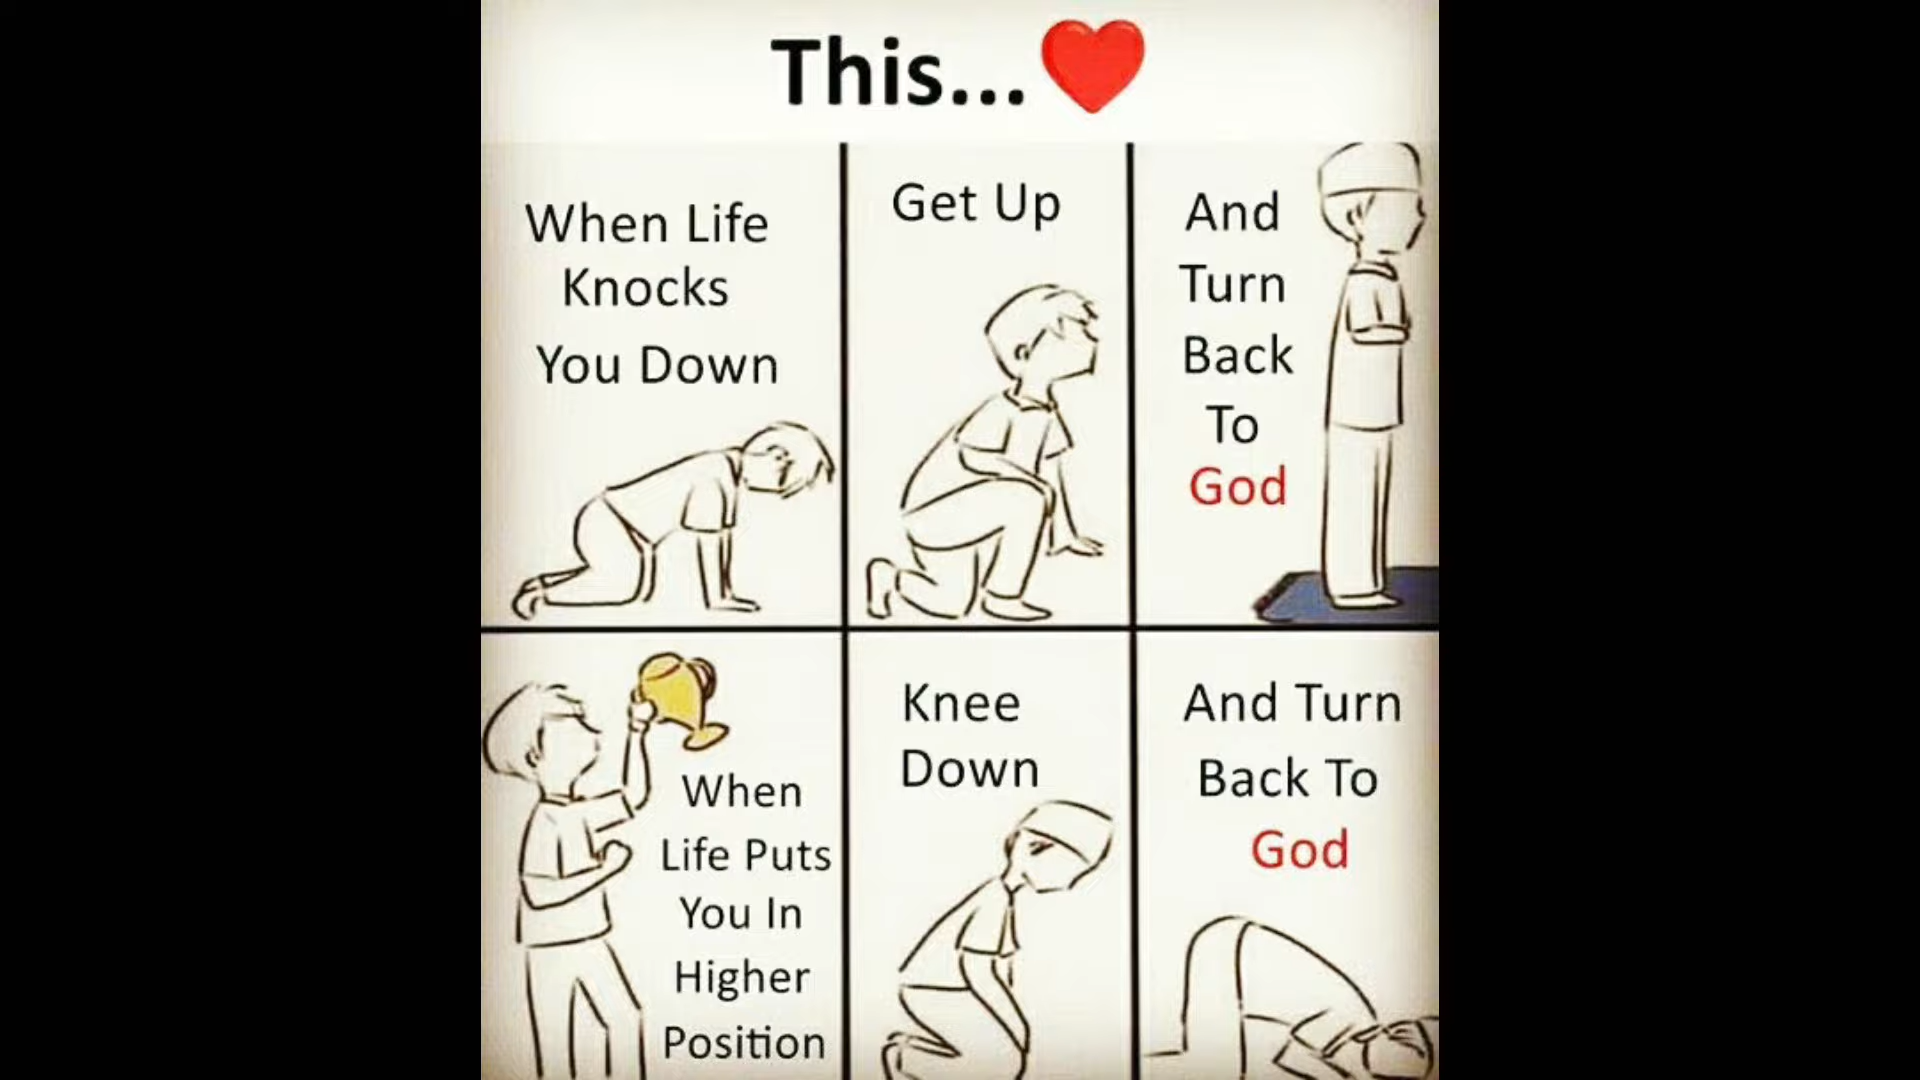 This...
When Life
Knocks
You Down
Get Up
And
Turn
Back
To
God
When
Life Puts
You In
Higher
Position
Knee
Down
And Turn
Back To
God